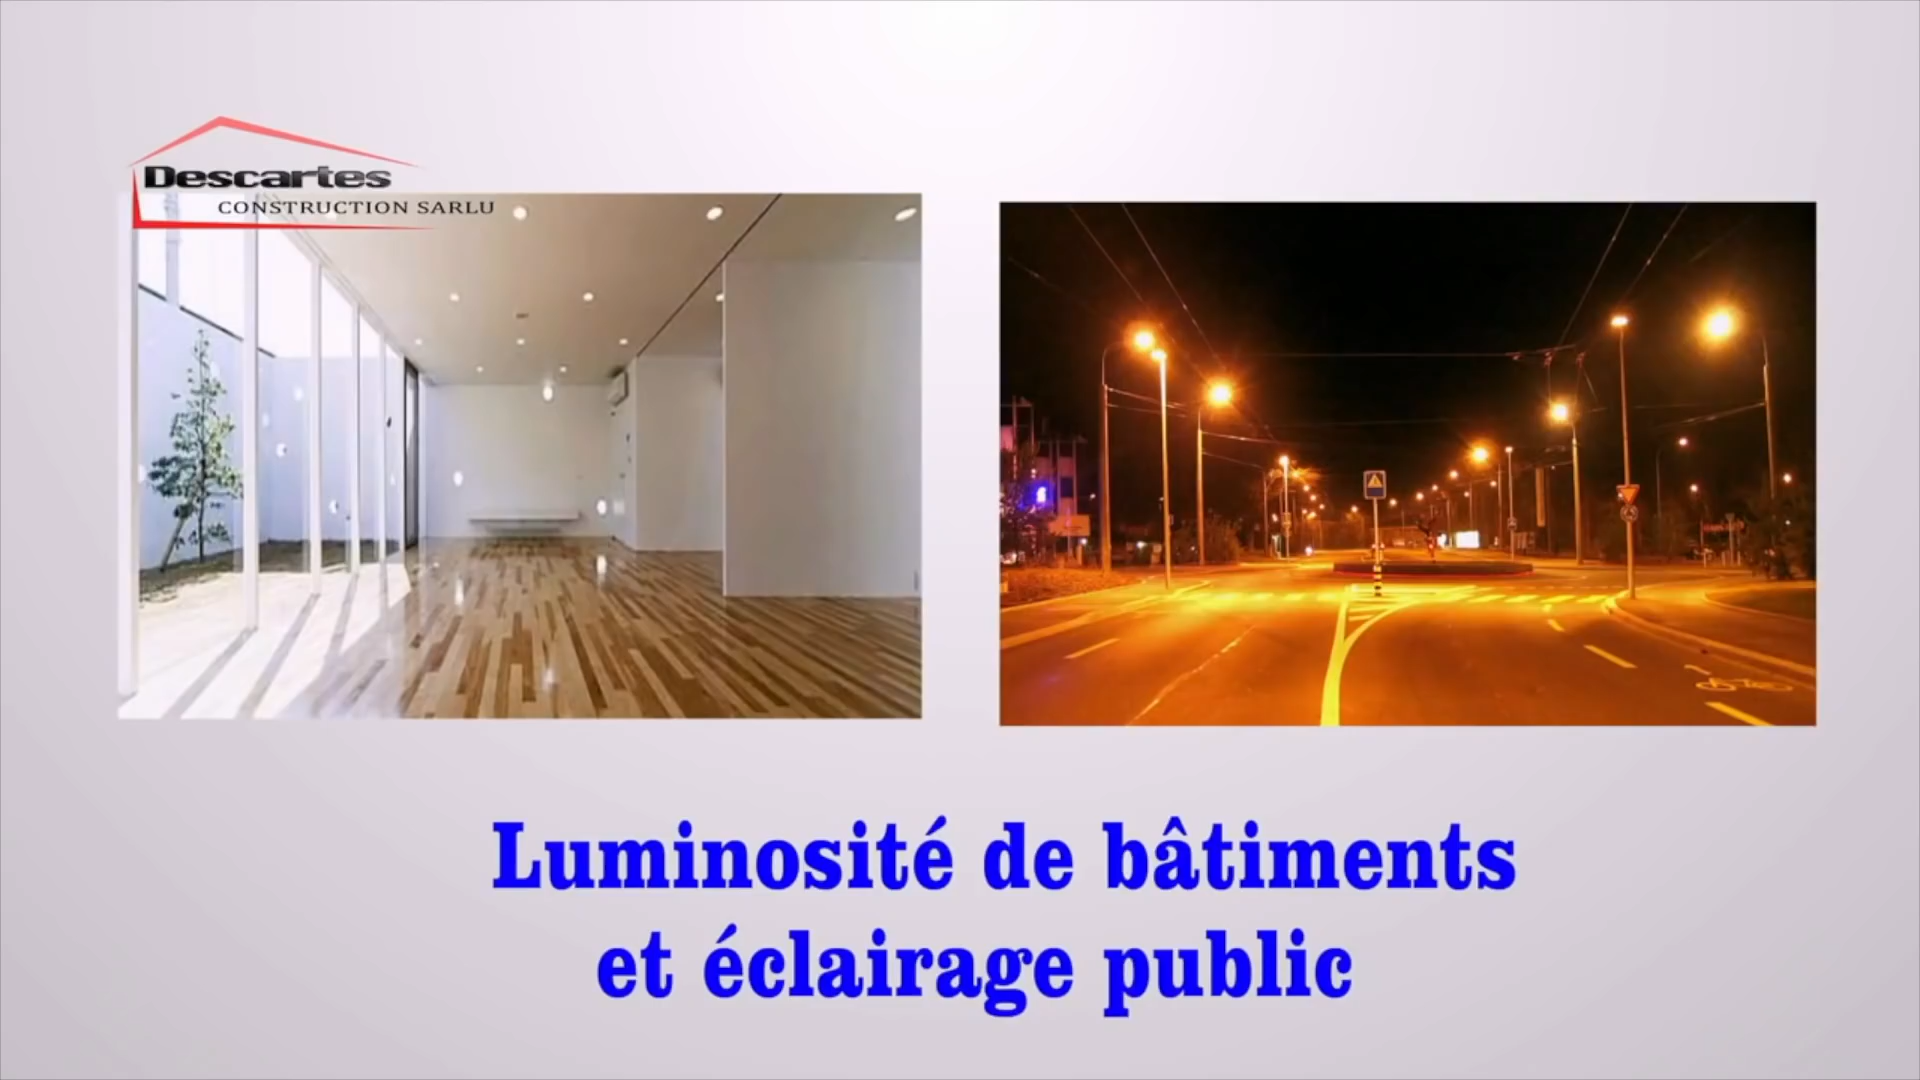 Descartes
CONSTRUCTION SARLU
Luminosité de bâtiments
et éclairage public